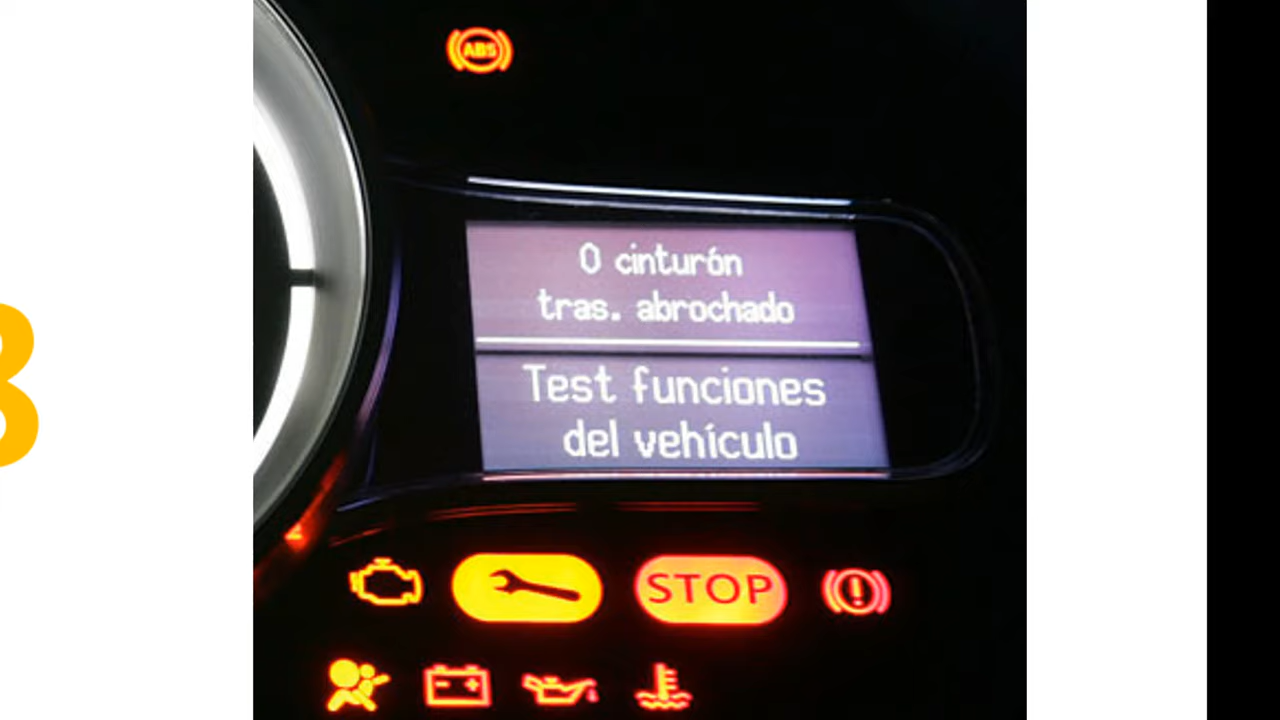 ABS
0 cinturón
tras. abrochado
Test funciones
del vehículo
STOP